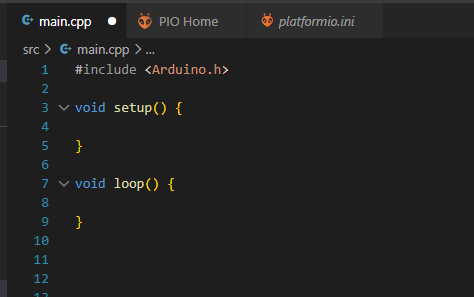 main.cpp PIO Home platformio.ini
src > main.cpp > ...
1 #include <Arduino.h>
2
3 void setup() {
4
5 }
6
7 void loop() {
8
9 }
10
11
12